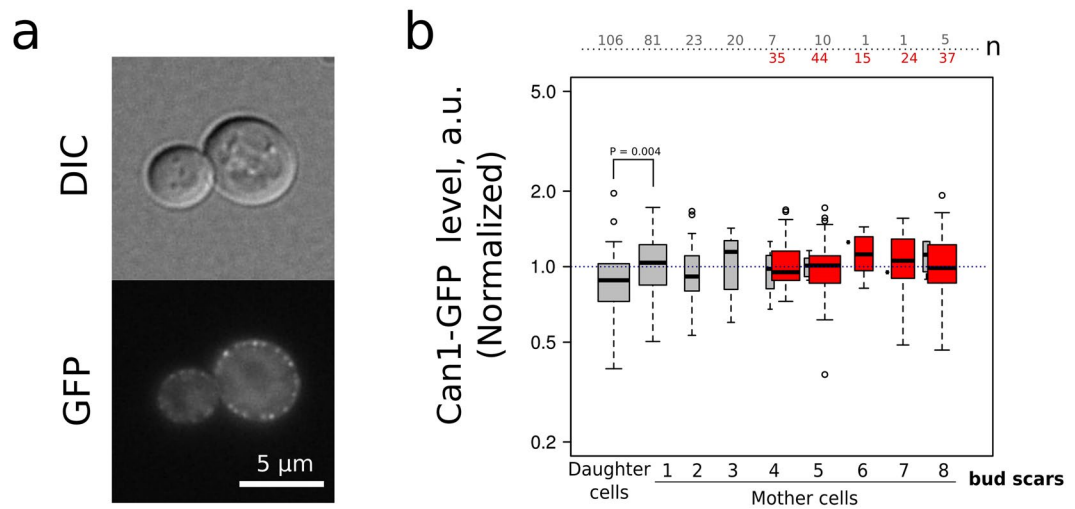 a
DIC
GFP
5 µm
b
106 81 23 20 7 10 1 1 5 n
35 44 15 24 37
Can1-GFP level, a.u.
(Normalized)
5.0
P = 0.004
2.0
1.0
0.5
0.2
Daughter cells
1 2 3 4 5 6 7 8 bud scars
Mother cells